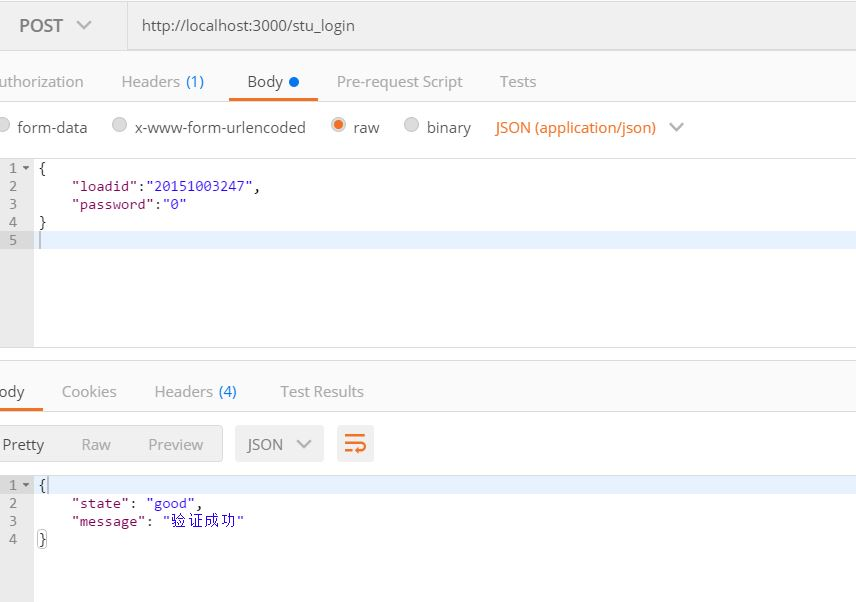 POST http://localhost:3000/stu_login
uthorization Headers (1) Body Pre-request Script Tests
form-data x-www-form-urlencoded raw binary JSON (application/json)
1 {
2 "loadid":"20151003247",
3 "password":"0"
4 }
5
ody Cookies Headers (4) Test Results
Pretty Raw Preview JSON
1 {
2 "state": "good",
3 "message": "验证成功"
4 }